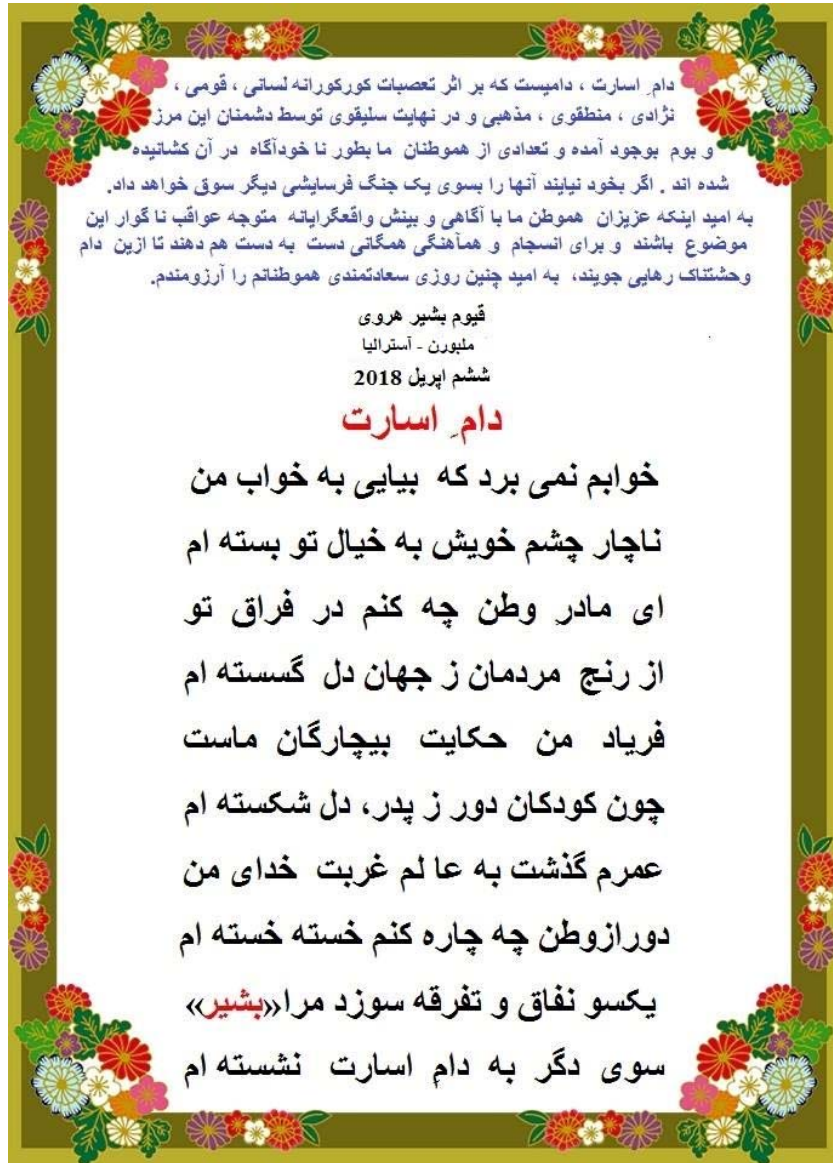 دام ِ اسارت ، دامیست که بر اثر تعصبات کورکورانه لسانی ، قومی ،
نژادی ، منطقوی ، مذهبی و در نهایت سلیقوی توسط دشمنان این مرز
و بوم بوجود آمده و تعدادی از هموطنان ما بطور نا خودآگاه در آن کشانیده
شده اند . اگر بخود نیایند آنها را بسوی یک جنگ فرسایشی دیگر سوق خواهد داد.
به امید اینکه عزیزان هموطن ما با آگاهی و بینش واقعگرایانه متوجه عواقب نا گوار این
موضوع باشند و برای انسجام و همآهنگی همگانی دست به دست هم دهند تا ازین دام
وحشتناک رهایی جویند، به امید چنین روزی سعادتمندی هموطنانم را آرزومندم.
قیوم بشیر هروی
ملبورن - آسترالیا
ششم اپریل 2018
دام ِ اسارت
خوابم نمی برد که بیایی به خواب من
ناچار چشم خویش به خیال تو بسته ام
ای مادرِ وطن چه کنم در فراق تو
از رنج مردمان ز جهان دل گسسته ام
فریاد من حکایت بیچارگان ماست
چون کودکان دور ز پدر، دل شکسته ام
عمرم گذشت به عا لم غربت خدای من
دورازوطن چه چاره کنم خسته خسته ام
یکسو نفاق و تفرقه سوزد مرا«بشیر»
سوی دگر به دامِ اسارت نشسته ام